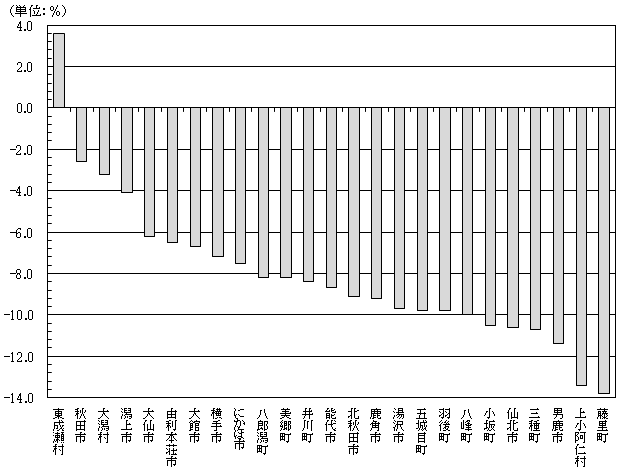 （単位：％）
4.0
2.0
0.0
-2.0
-4.0
-6.0
-8.0
-10.0
-12.0
-14.0
東成瀬村
秋田市
大潟村
潟上市
大仙市
由利本荘市
大館市
横手市
にかほ市
八郎潟町
美郷町
井川町
能代市
北秋田市
鹿角市
湯沢市
五城目町
羽後町
八峰町
小坂町
仙北市
三種町
男鹿市
上小阿仁村
藤里町